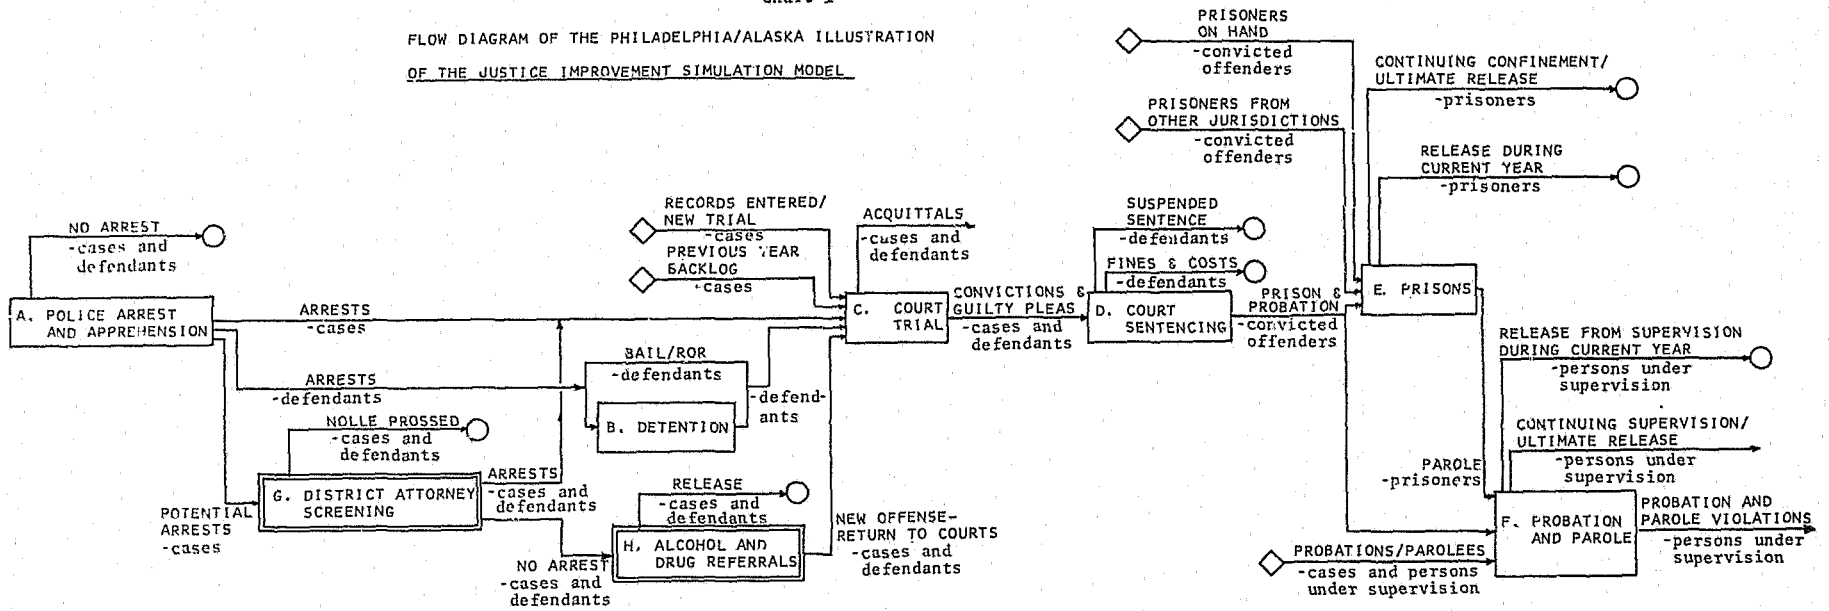 FLOW DIAGRAM OF THE PHILADELPHIA/ALASKA ILLUSTRATION
OF THE JUSTICE IMPROVEMENT SIMULATION MODEL
NO ARREST
-cases and
defendants
A. POLICE ARREST
AND APPREHENSION
ARRESTS
-cases
ARRESTS
-defendants
POTENTIAL
ARRESTS
-cases
NOLLE PROSSED
-cases and
defendants
G. DISTRICT ATTORNEY
SCREENING
ARRESTS
-cases and
defendants
NO ARREST
-cases and
defendants
BAIL/ROR
-defendants
B. DETENTION
-defend-
ants
RELEASE
-cases and
defendants
H. ALCOHOL AND
DRUG REFERRALS
NEW OFFENSE-
RETURN TO COURTS
-cases and
defendants
RECORDS ENTERED/
NEW TRIAL
-cases
PREVIOUS YEAR
BACKLOG
-cases
ACQUITTALS
-cases and
defendants
C. COURT
TRIAL
CONVICTIONS &
GUILTY PLEAS
-cases and
defendants
SUSPENDED
SENTENCE
-defendants
FINES & COSTS
-defendants
D. COURT
SENTENCING
PRISON &
PROBATION
-convicted
offenders
PRISONERS
ON HAND
-convicted
offenders
PRISONERS FROM
OTHER JURISDICTIONS
-convicted
offenders
CONTINUING CONFINEMENT/
ULTIMATE RELEASE
-prisoners
RELEASE DURING
CURRENT YEAR
-prisoners
E. PRISONS
PAROLE
-prisoners
RELEASE FROM SUPERVISION
DURING CURRENT YEAR
-persons under
supervision
CONTINUING SUPERVISION/
ULTIMATE RELEASE
-persons under
supervision
F. PROBATION
AND PAROLE
PROBATION AND
PAROLE VIOLATIONS
-persons under
supervision
PROBATIONS/PAROLEES
-cases and persons
under supervision